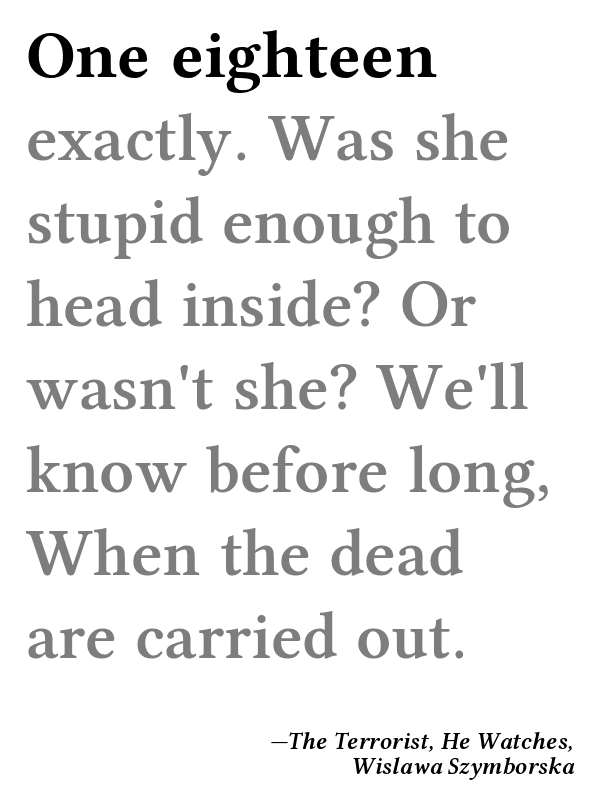 One eighteen
exactly. Was she
stupid enough to
head inside? Or
wasn't she? We'll
know before long,
When the dead
are carried out.
—The Terrorist, He Watches,
Wislawa Szymborska